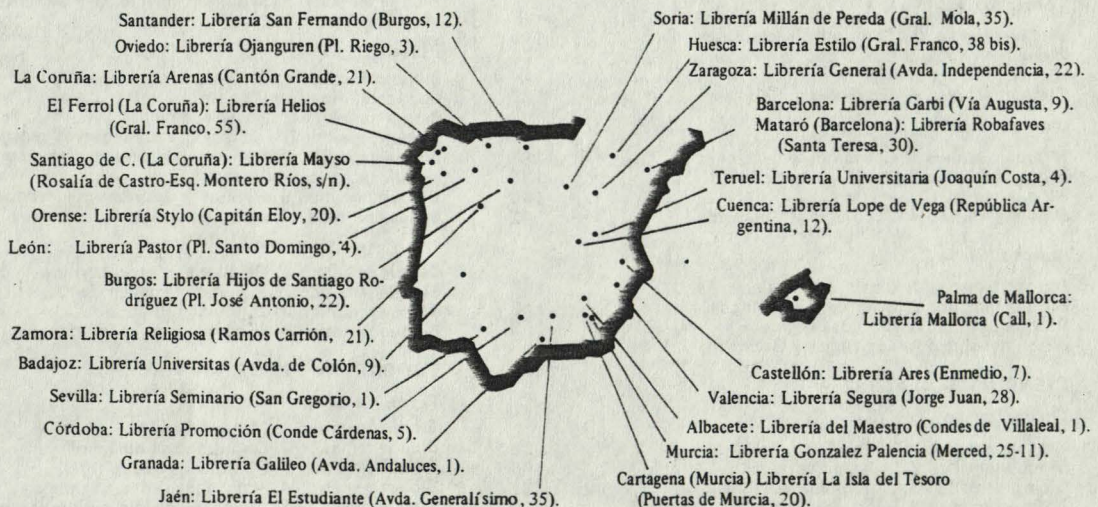 Santander: Librería San Fernando (Burgos, 12).
Oviedo: Librería Ojanguren (Pl. Riego, 3).
La Coruña: Librería Arenas (Cantón Grande, 21).
El Ferrol (La Coruña): Librería Helios
(Gral. Franco, 55).
Santiago de C. (La Coruña): Librería Mayso
(Rosalía de Castro-Esq. Montero Ríos, s/n).
Orense: Librería Stylo (Capitán Eloy, 20).
León: Librería Pastor (Pl. Santo Domingo, 4).
Burgos: Librería Hijos de Santiago Ro-
dríguez (Pl. José Antonio, 22).
Zamora: Librería Religiosa (Ramos Carrión, 21)
Badajoz: Librería Universitas (Avda. de Colón, 9).
Sevilla: Librería Seminario (San Gregorio, 1).
Córdoba: Librería Promoción (Conde Cárdenas, 5).
Granada: Librería Galileo (Avda. Andaluces, 1).
Jaén: Librería El Estudiante (Avda. Generalísimo, 35).
Soria: Librería Millán de Pereda (Gral. Mola, 35).
Huesca: Librería Estilo (Gral. Franco, 38 bis).
Zaragoza: Librería General (Avda. Independencia, 22).
Barcelona: Librería Garbi (Vía Augusta, 9).
Mataró (Barcelona): Librería Robafaves
(Santa Teresa, 30).
Teruel: Librería Universitaria (Joaquín Costa, 4).
Cuenca: Librería Lope de Vega (República Ar-
gentina, 12).
Palma de Mallorca:
Librería Mallorca (Call, 1).
Castellón: Librería Ares (Enmedio, 7).
Valencia: Librería Segura (Jorge Juan, 28).
Albacete: Librería del Maestro (Condes de Villaleal, 1).
Murcia: Librería Gonzalez Palencia (Merced, 25-11).
Cartagena (Murcia) Librería La Isla del Tesoro
(Puertas de Murcia, 20).